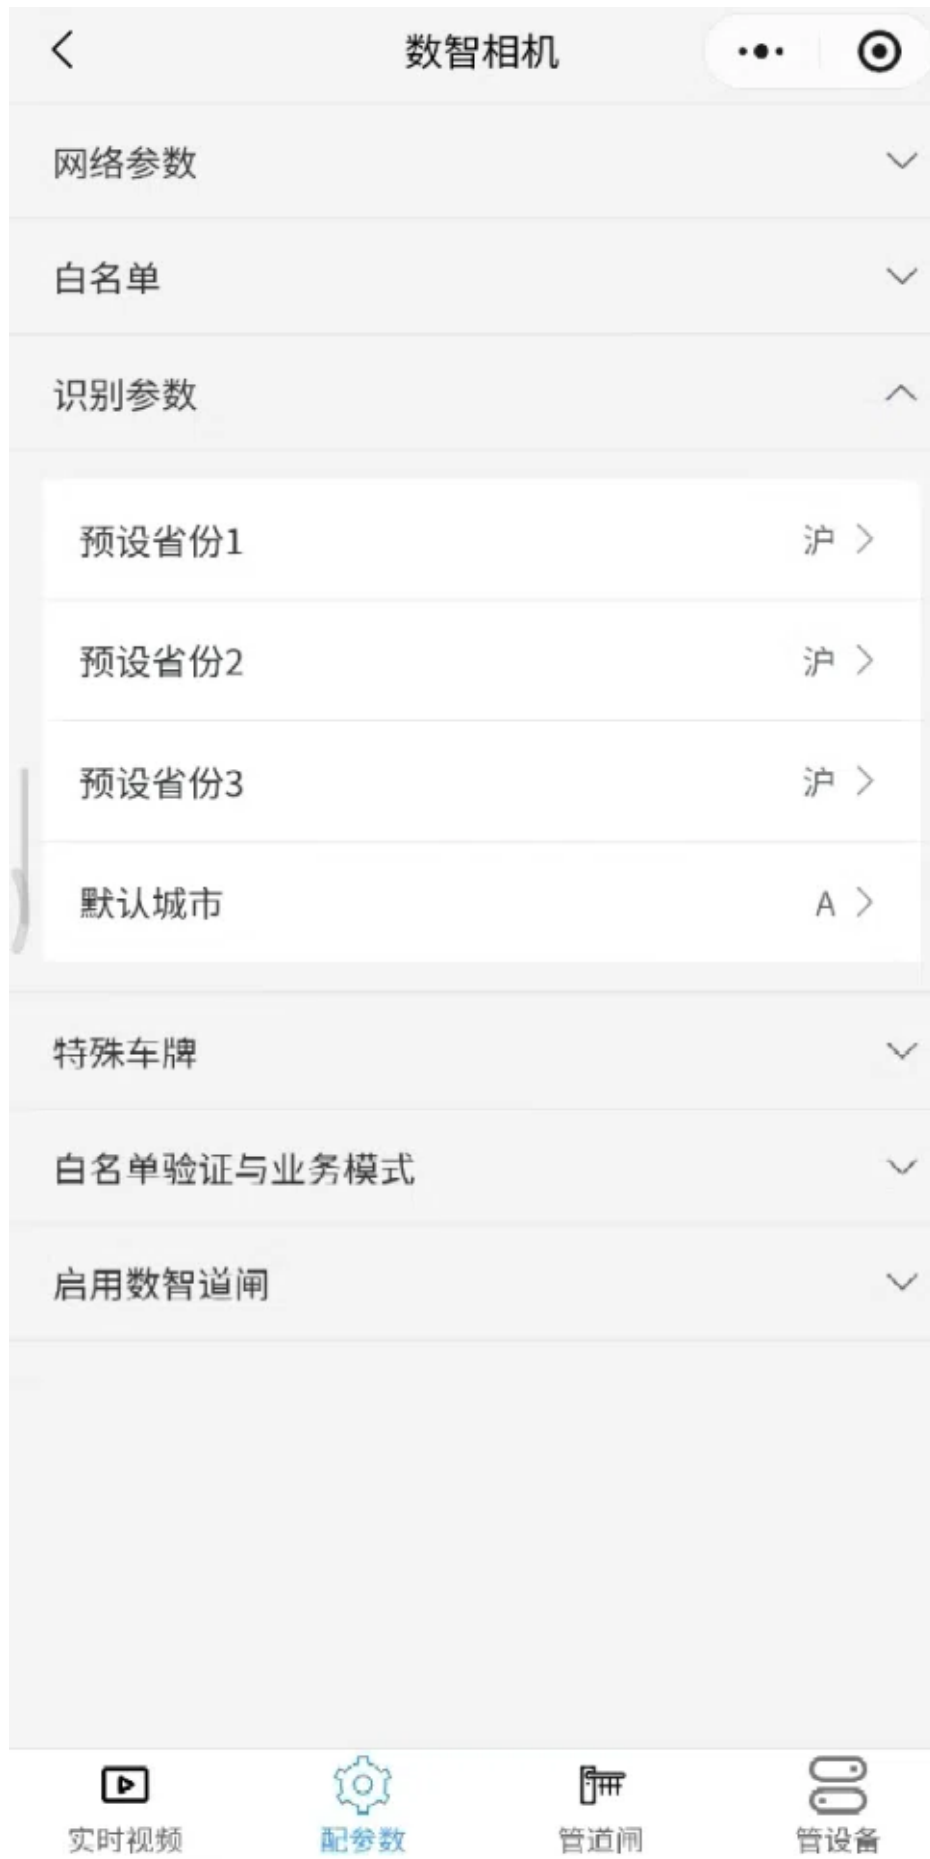 数智相机
网络参数
白名单
识别参数
预设省份1 沪
预设省份2 沪
预设省份3 沪
默认城市 A
特殊车牌
白名单验证与业务模式
启用数智道闸
实时视频 配参数 管道闸 管设备